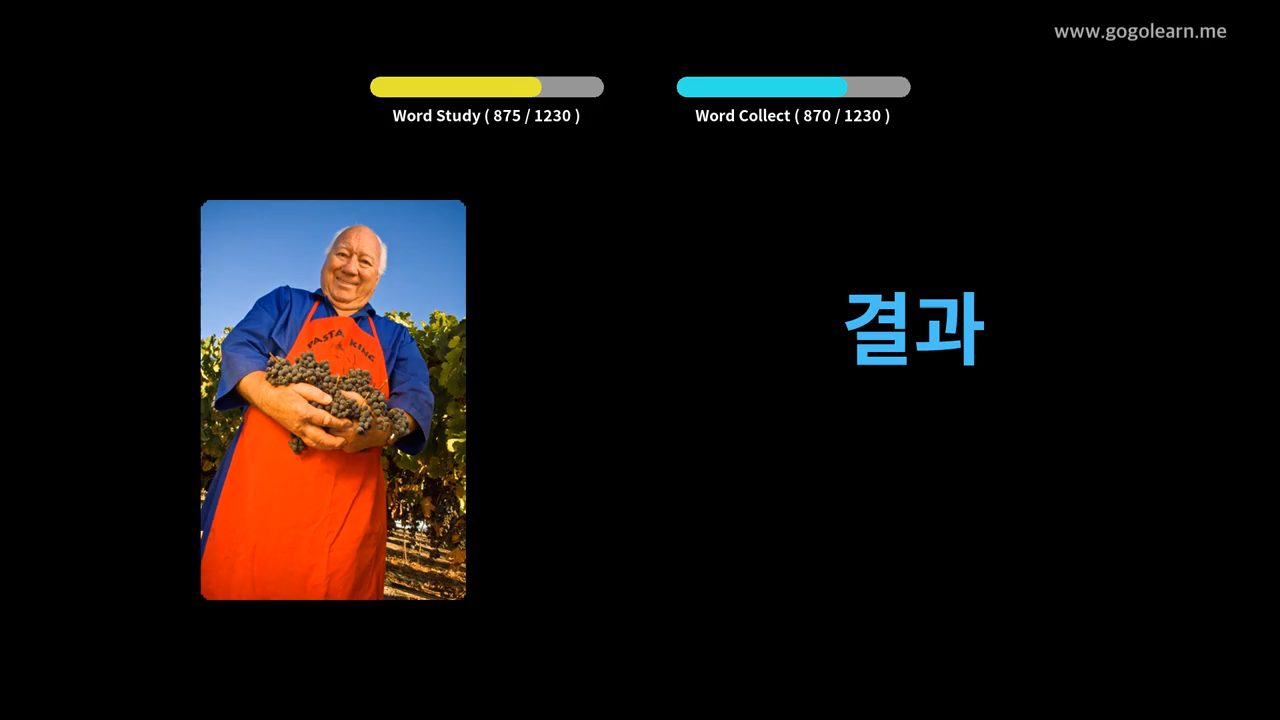 www.gogolearn.me
Word Study ( 875 / 1230 )
Word Collect ( 870 / 1230 )
PASTA KING
결과